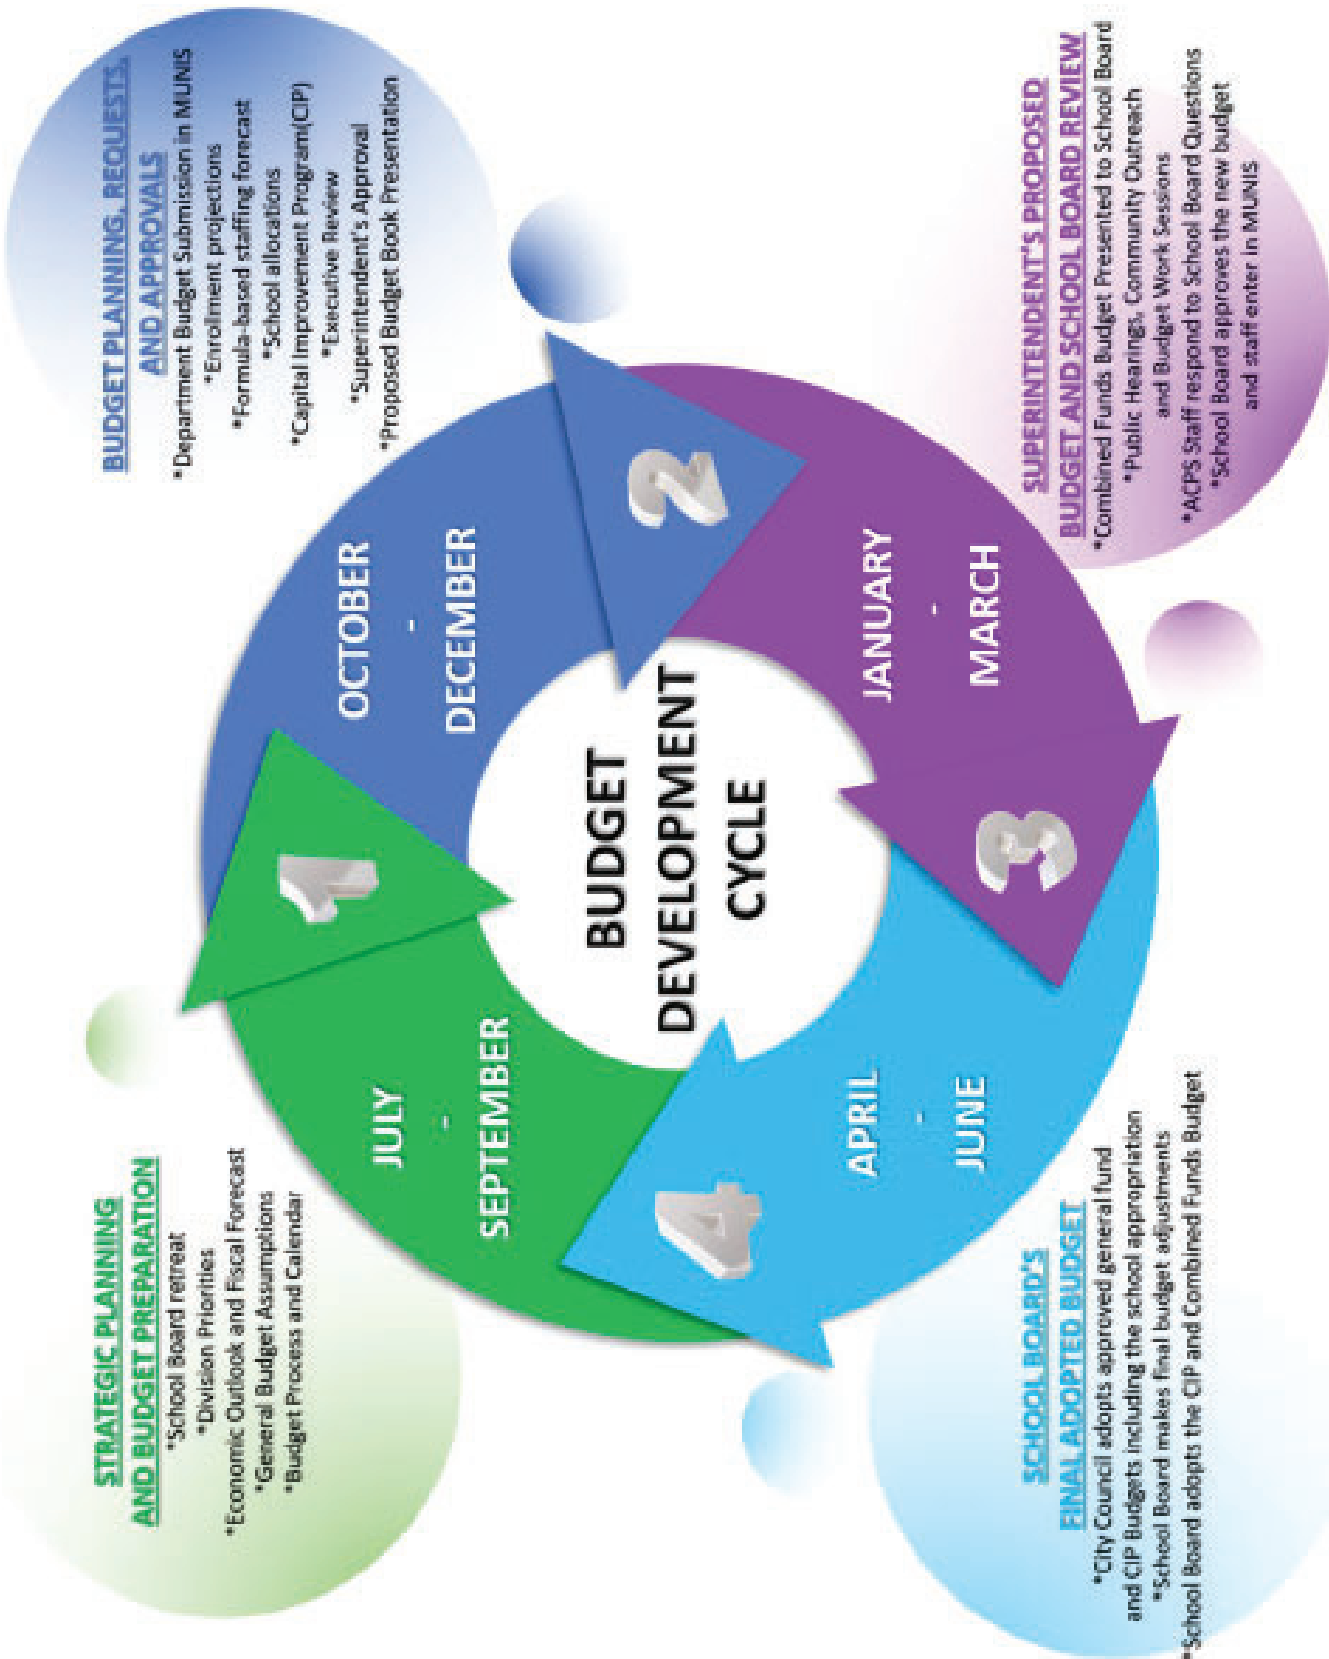 STRATEGIC PLANNING
AND BUDGET PREPARATION
*School Board retreat
*Division Priorities
*Economic Outlook and Fiscal Forecast
*General Budget Assumptions
*Budget Process and Calendar
BUDGET PLANNING, REQUESTS,
AND APPROVALS
*Department Budget Submission in MUNIS
*Enrollment projections
*Formula-based staffing forecast
*School allocations
*Capital Improvement Program(CIP)
*Executive Review
*Superintendent's Approval
*Proposed Budget Book Presentation
1
JULY
-
SEPTEMBER
OCTOBER
-
DECEMBER
2
BUDGET
DEVELOPMENT
CYCLE
4
APRIL
-
JUNE
JANUARY
-
MARCH
3
SCHOOL BOARD'S
FINAL ADOPTED BUDGET
*City Council adopts approved general fund
and CIP Budgets including the school appropriation
*School Board makes final budget adjustments
*School Board adopts the CIP and Combined Funds Budget
SUPERINTENDENT'S PROPOSED
BUDGET AND SCHOOL BOARD REVIEW
*Combined Funds Budget Presented to School Board
*Public Hearings, Community Outreach
and Budget Work Sessions
*ACPS Staff respond to School Board Questions
*School Board approves the new budget
and staff enter in MUNIS